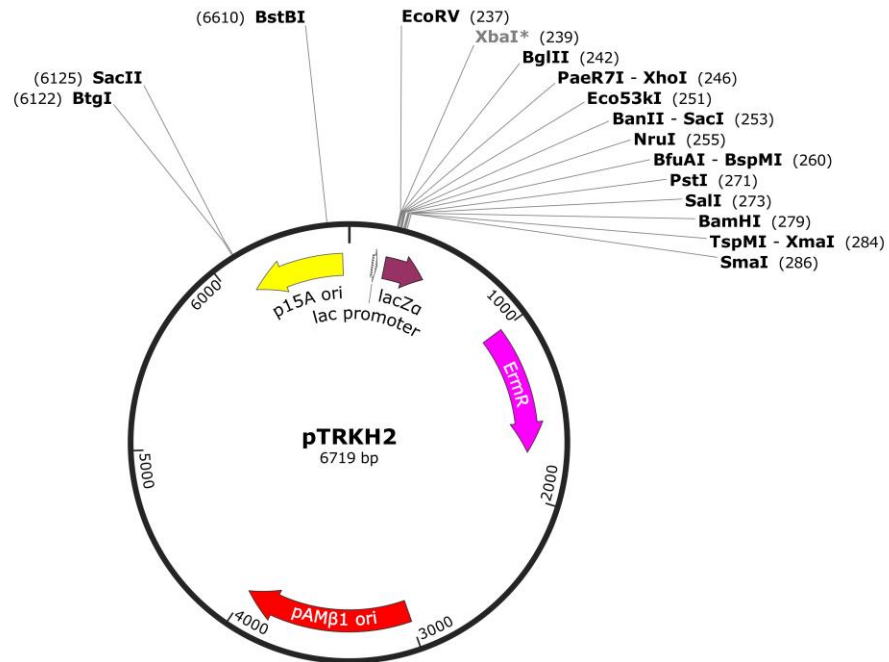 (6610) BstBI
EcoRV (237)
XbaI* (239)
BglII (242)
PaeR7I - XhoI (246)
Eco53kI (251)
BanII - SacI (253)
NruI (255)
BfuAI - BspMI (260)
PstI (271)
SalI (273)
BamHI (279)
TspMI - XmaI (284)
SmaI (286)
(6125) SacII
(6122) BtgI
p15A ori
lac promoter
lacZα
ErmR
pAMβ1 ori
1000
2000
3000
4000
5000
6000
pTRKH2
6719 bp